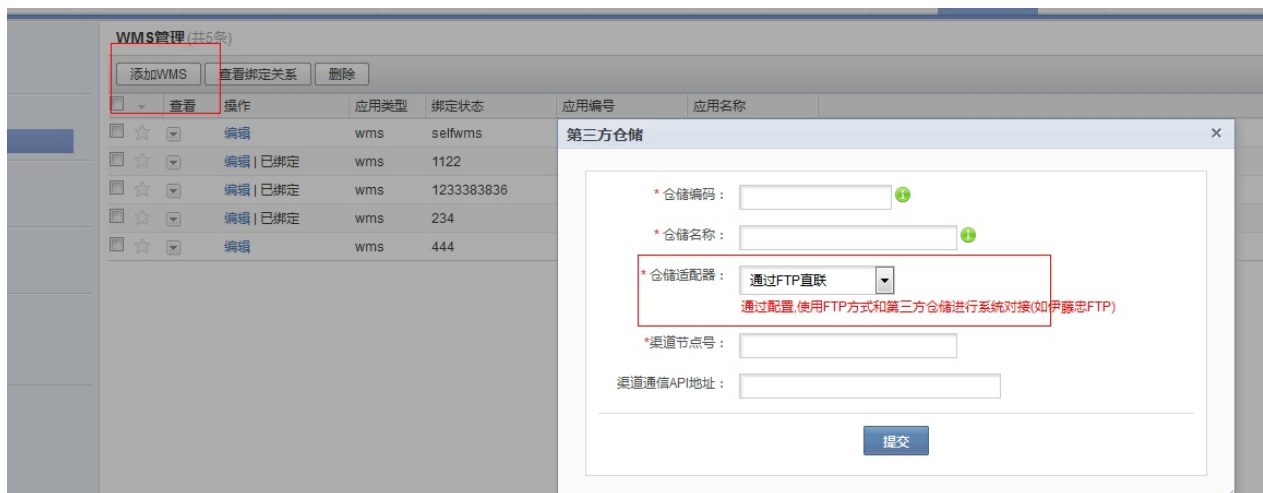 WMS管理(共5条)
添加WMS 查看绑定关系 删除
查看 操作 应用类型 绑定状态 应用编号 应用名称
编辑 wms selfwms
编辑 | 已绑定 wms 1122
编辑 | 已绑定 wms 1233383836
编辑 | 已绑定 wms 234
编辑 wms 444
第三方仓储
* 仓储编码：
* 仓储名称：
* 仓储适配器： 通过FTP直联
通过配置,使用FTP方式和第三方仓储进行系统对接(如伊藤忠FTP)
*渠道节点号：
渠道通信API地址：
提交